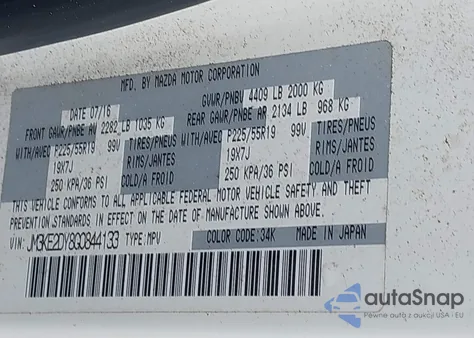 MFD. BY MAZDA MOTOR CORPORATION
DATE 07/16 GVWR/PNBV 4409 LB 2000 KG
FRONT GAWR/PNBE AV 2282 LB 1035 KG REAR GAWR/PNBE AR 2134 LB 968 KG
WITH/AVEC P225/55R19 99V TIRES/PNEUS WITH/AVEC P225/55R19 99V TIRES/PNEUS
19X7J RIMS/JANTES 19X7J RIMS/JANTES
250 KPA/36 PSI COLD/A FROID 250 KPA/36 PSI COLD/A FROID
THIS VEHICLE CONFORMS TO ALL APPLICABLE FEDERAL MOTOR VEHICLE SAFETY AND THEFT
PREVENTION STANDARDS IN EFFECT ON THE DATE OF MANUFACTURE SHOWN ABOVE.
VIN: JM3KE2DY8G0844133 TYPE: MPV COLOR CODE: 34K MADE IN JAPAN
autaSnap
Pewne auta z aukcji USA i EU